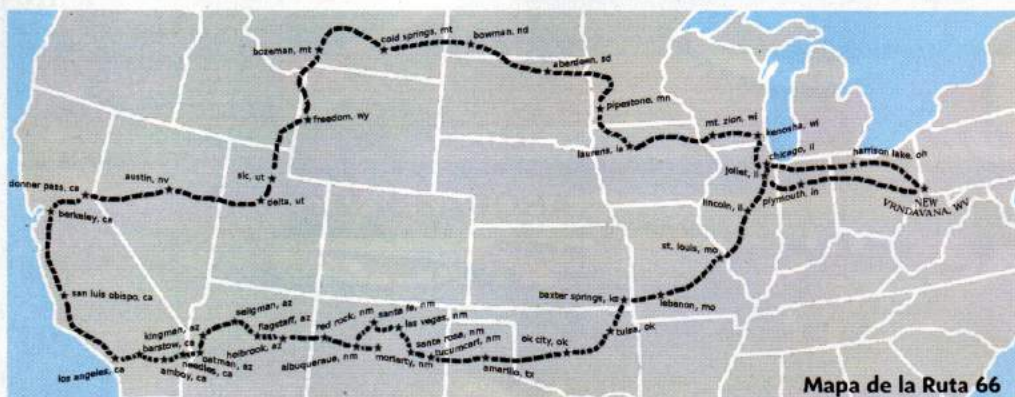 cold springs, mt
bowman, nd
bozeman, mt
aberdeen, sd
pipestone, mn
freedom, wy
mt. zion, wi
kenosha, wi
laurens, ia
chicago, il
harrison lake, oh
joliet, il
slc, ut
austin, nv
donner pass, ca
delta, ut
plymouth, in
NEW
VRNDAVANA, WV
berkeley, ca
lincoln, il
st. louis, mo
san luis obispo, ca
baxter springs, ks
lebanon, mo
seligman, az
red rock, nm
santa fe, nm
las vegas, nm
kingman, az
flagstaff, az
tulsa, ok
barstow, ca
santa rosa, nm
ok city, ok
oatman, az
holbrook, az
tucumcari, nm
albuquerque, nm
moriarty, nm
los angeles, ca
needles, ca
amboy, ca
amarillo, tx
Mapa de la Ruta 66